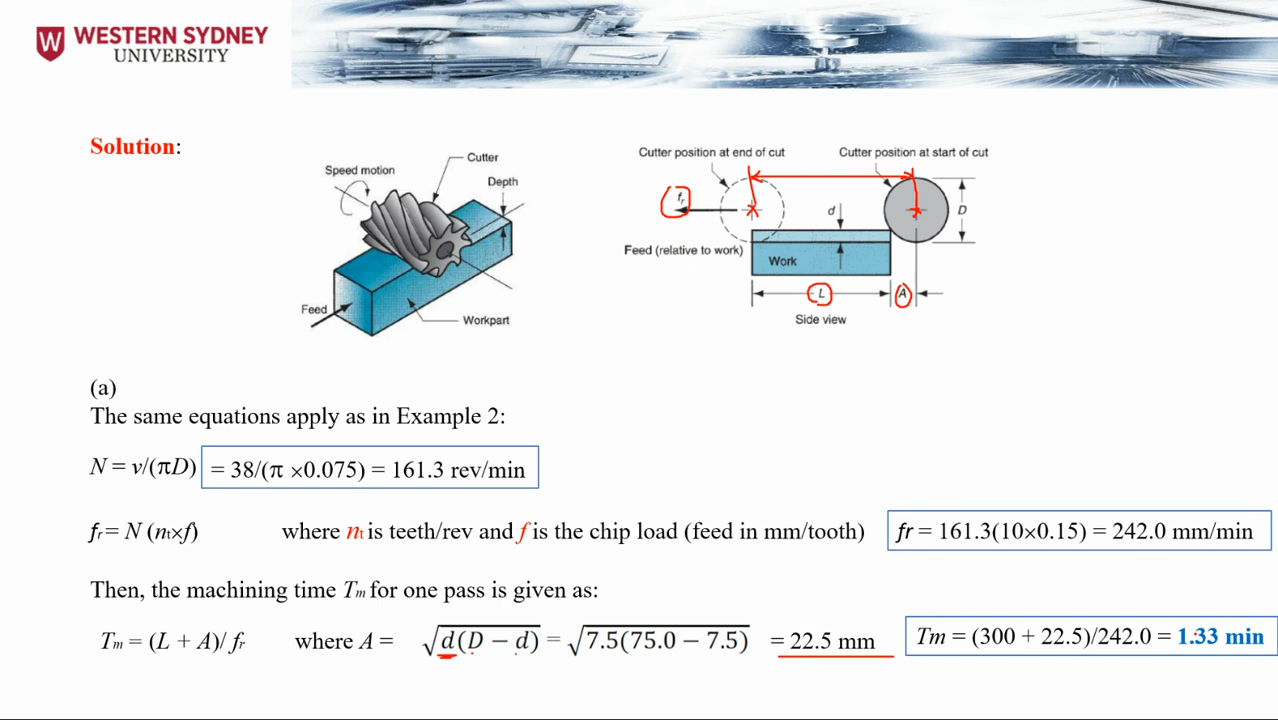 WESTERN SYDNEY
UNIVERSITY
Solution:
Speed motion
Cutter
Depth
Feed
Workpart
Cutter position at end of cut
Cutter position at start of cut
fr
d
D
Feed (relative to work)
Work
L
A
Side view
(a)
The same equations apply as in Example 2:
N = v/(πD) = 38/(π ×0.075) = 161.3 rev/min
fr = N (nt×f) where nt is teeth/rev and f is the chip load (feed in mm/tooth) fr = 161.3(10×0.15) = 242.0 mm/min
Then, the machining time Tm for one pass is given as:
Tm = (L + A)/ fr where A = √d(D − d) = √7.5(75.0 − 7.5) = 22.5 mm Tm = (300 + 22.5)/242.0 = 1.33 min